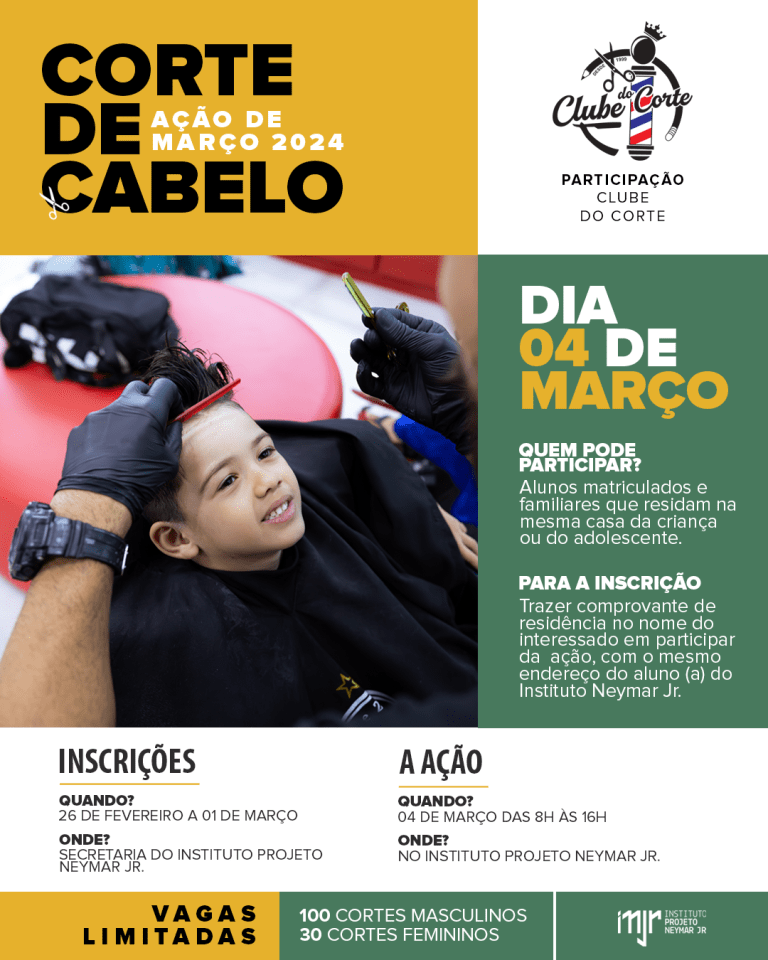 CORTE
DE
AÇÃO DE
MARÇO 2024
CABELO
DESDE 1999
Clube do Corte
PARTICIPAÇÃO
CLUBE
DO CORTE
DIA
04 DE
MARÇO
QUEM PODE
PARTICIPAR?
Alunos matriculados e
familiares que residam na
mesma casa da criança
ou do adolescente.
PARA A INSCRIÇÃO
Trazer comprovante de
residência no nome do
interessado em participar
da ação, com o mesmo
endereço do aluno (a) do
Instituto Neymar Jr.
INSCRIÇÕES
QUANDO?
26 DE FEVEREIRO A 01 DE MARÇO
ONDE?
SECRETARIA DO INSTITUTO PROJETO
NEYMAR JR.
A AÇÃO
QUANDO?
04 DE MARÇO DAS 8H ÀS 16H
ONDE?
NO INSTITUTO PROJETO NEYMAR JR.
VAGAS
LIMITADAS
100 CORTES MASCULINOS
30 CORTES FEMININOS
INSTITUTO
PROJETO
NEYMAR JR